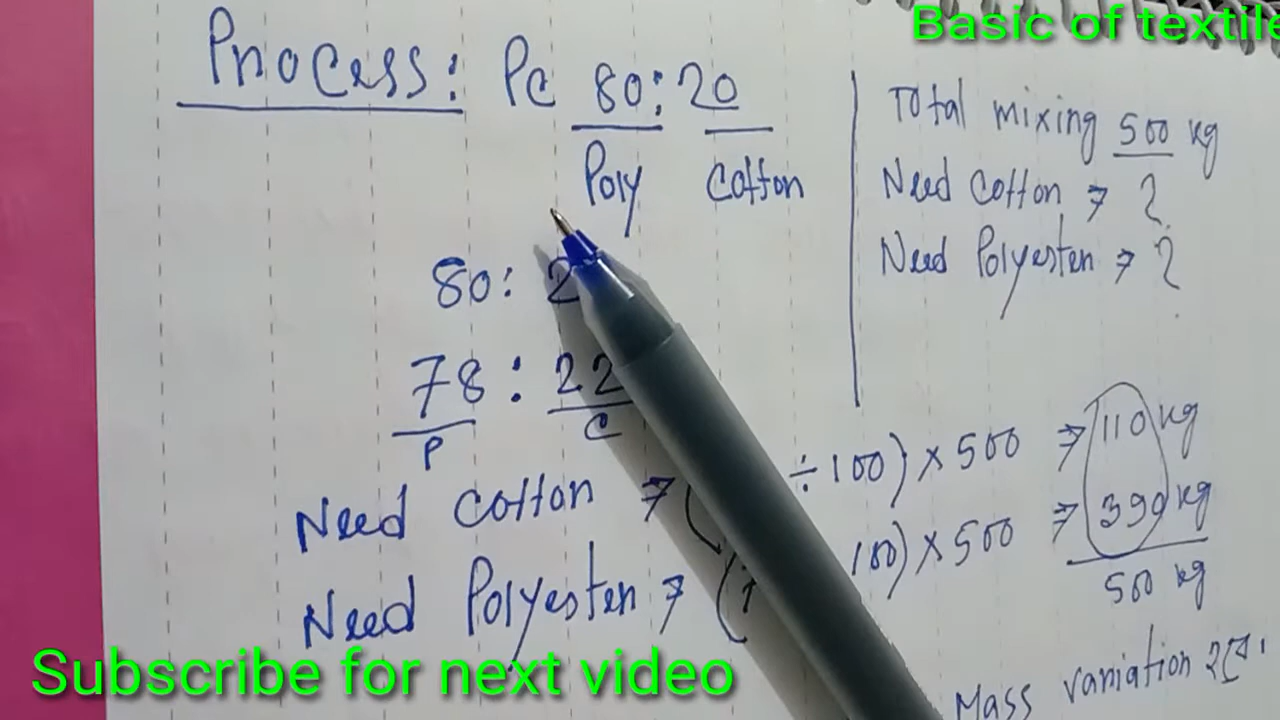 Basic of textile
Process: PC 80:20
Poly Cotton
Total mixing 500 kg
Need Cotton → ?
Need Polyester → ?
80: 2
78 : 22
P C
Need Cotton → ( ÷100) × 500 → 110 kg
Need Polyester → (7 100) × 500 → 390 kg
500 kg
Mass variation
Subscribe for next video